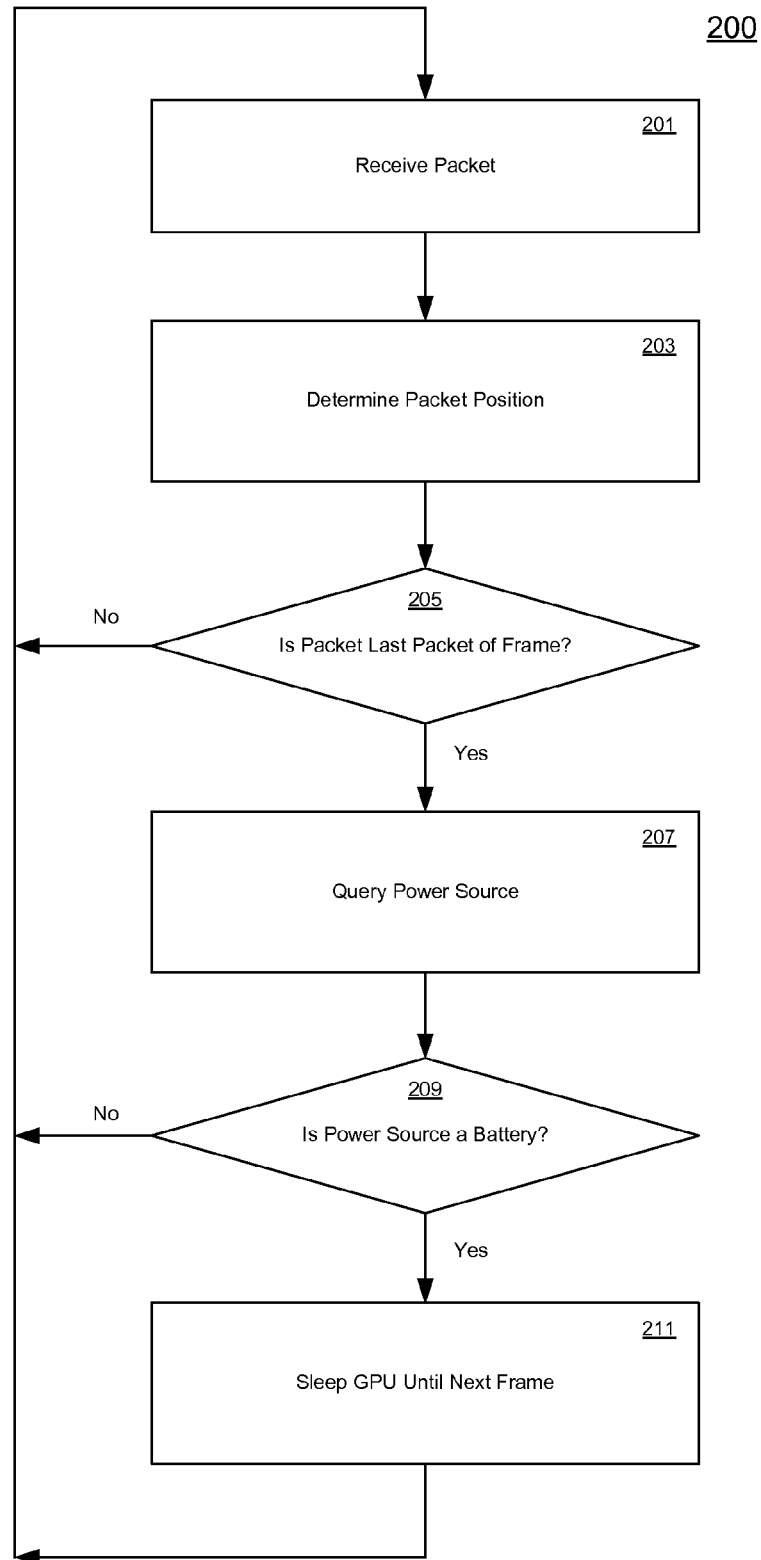 200
201
Receive Packet
203
Determine Packet Position
205
Is Packet Last Packet of Frame?
No
Yes
207
Query Power Source
209
Is Power Source a Battery?
No
Yes
211
Sleep GPU Until Next Frame